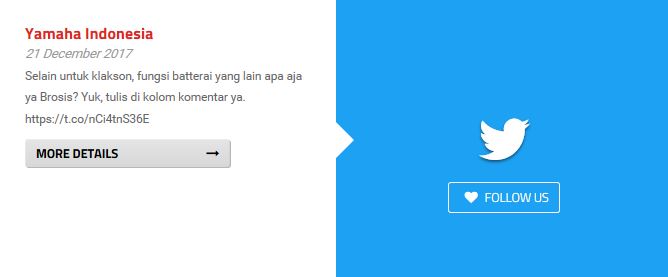 Yamaha Indonesia
21 December 2017
Selain untuk klakson, fungsi batterai yang lain apa aja
ya Brosis? Yuk, tulis di kolom komentar ya.
https://t.co/nCi4tnS36E
MORE DETAILS
FOLLOW US